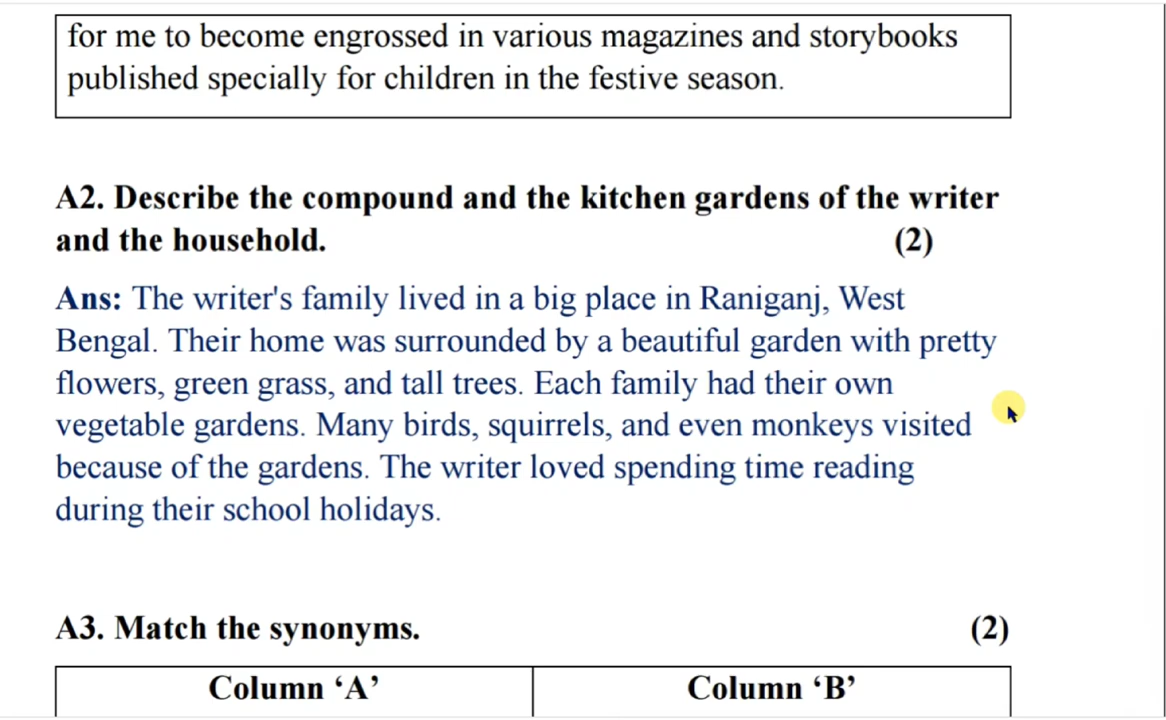 for me to become engrossed in various magazines and storybooks
published specially for children in the festive season.
A2. Describe the compound and the kitchen gardens of the writer
and the household. (2)
Ans: The writer's family lived in a big place in Raniganj, West
Bengal. Their home was surrounded by a beautiful garden with pretty
flowers, green grass, and tall trees. Each family had their own
vegetable gardens. Many birds, squirrels, and even monkeys visited
because of the gardens. The writer loved spending time reading
during their school holidays.
A3. Match the synonyms. (2)
Column ‘A’ Column ‘B’